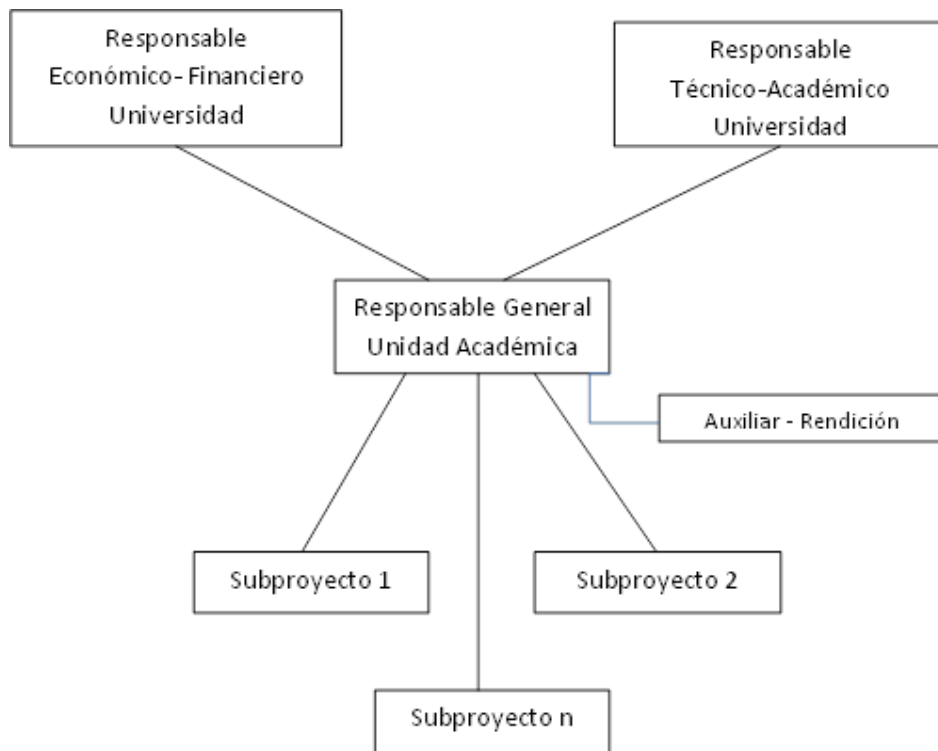 Responsable
Económico- Financiero
Universidad
Responsable
Técnico-Académico
Universidad
Responsable General
Unidad Académica
Auxiliar - Rendición
Subproyecto 1
Subproyecto 2
Subproyecto n